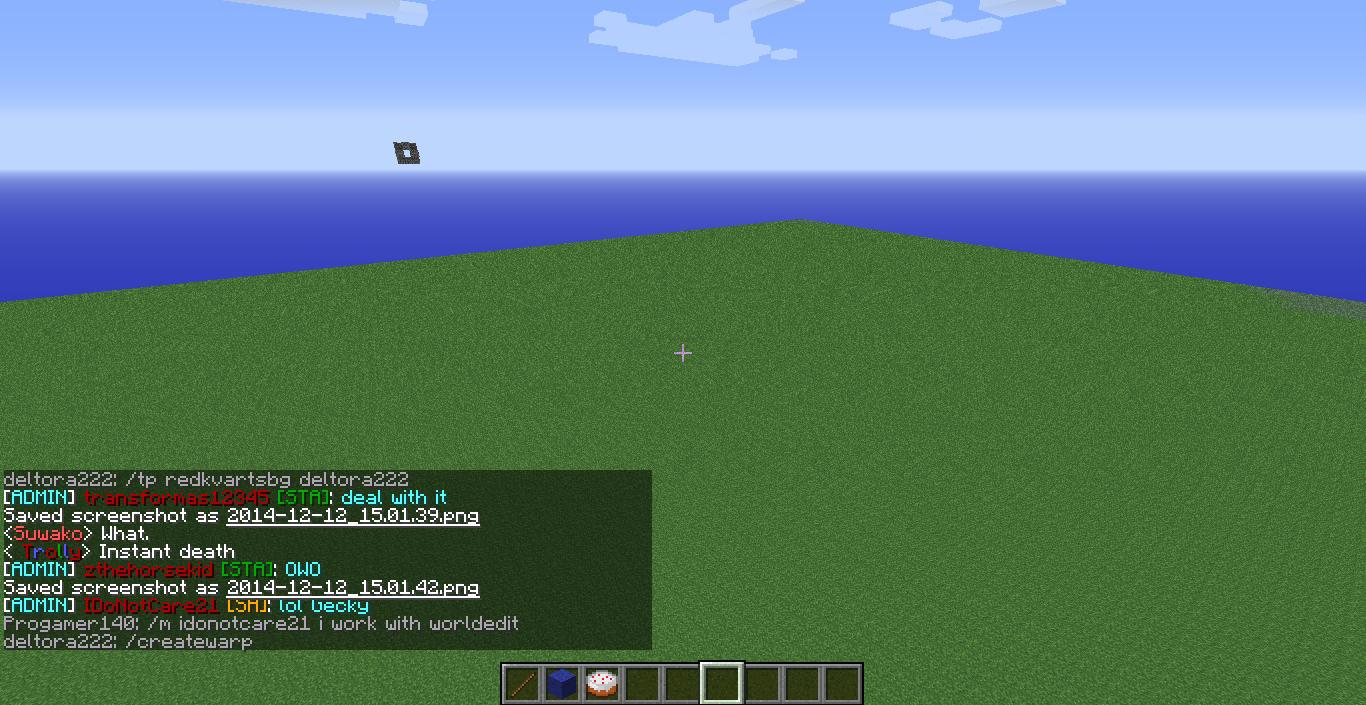 deltora222: /tp redkvartsbg deltora222
[ADMIN] transformas12345 [STA]: deal with it
Saved screenshot as 2014-12-12_15.01.39.png
<Suwako> What.
< Trolly> Instant death
[ADMIN] zthehorsekid [STA]: OWO
Saved screenshot as 2014-12-12_15.01.42.png
[ADMIN] IDoNotCare21 [SA]: lol becky
Progamer140: /m idonotcare21 i work with worldedit
deltora222: /createwarp